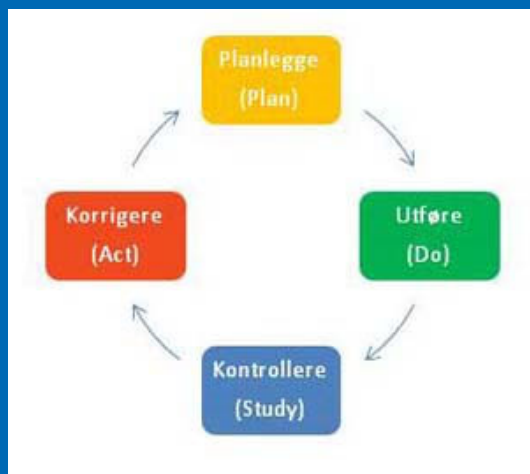 Planlegge
(Plan)
Utføre
(Do)
Kontrollere
(Study)
Korrigere
(Act)